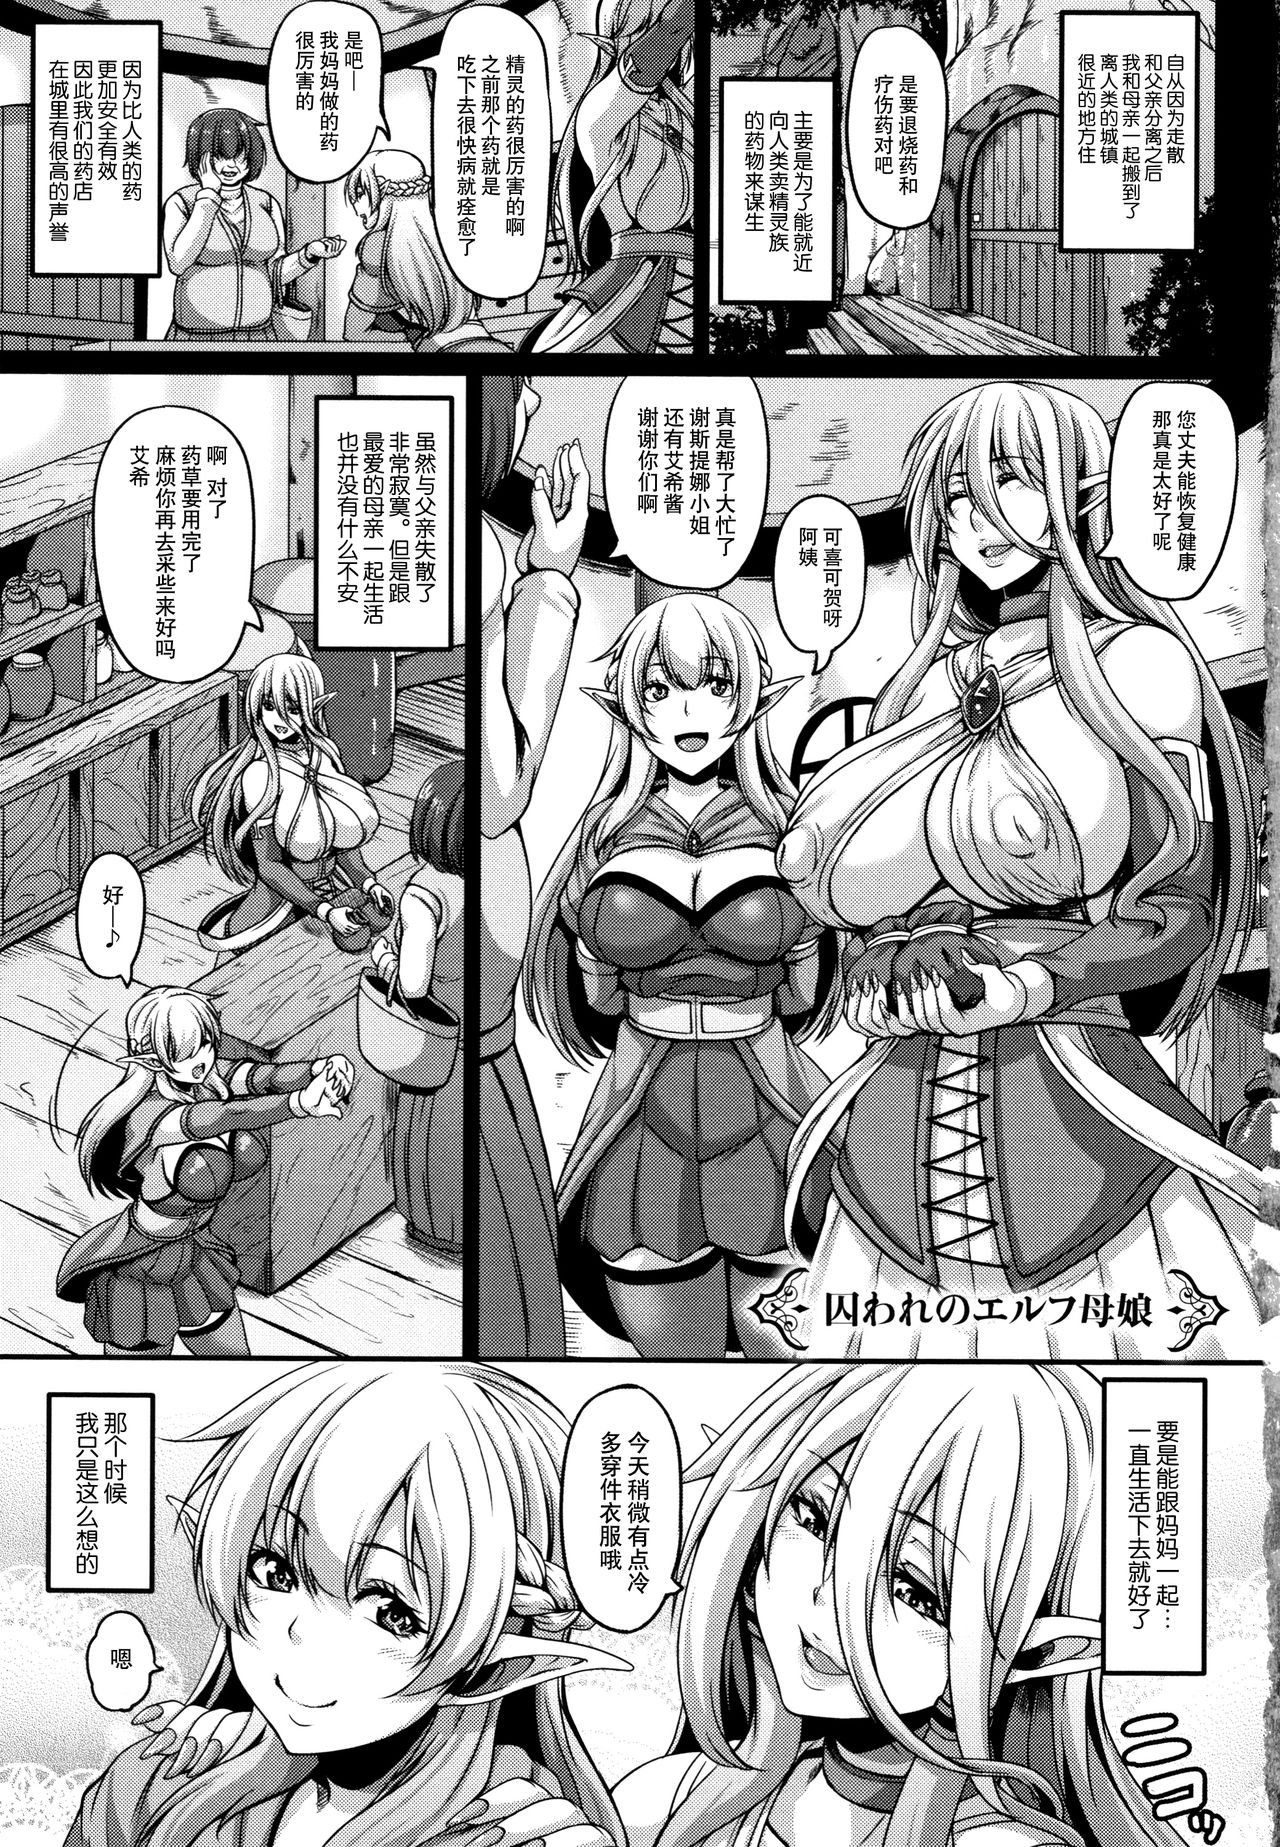 自从因为走散
和父亲分离之后
我和母亲一起搬到了
离人类的城镇
很近的地方住
是要退烧药和
疗伤药对吧
主要是为了能就近
向人类卖精灵族
的药物来谋生
精灵的药很厉害的啊
之前那个药就是
吃下去很快病就痊愈了
是吧—
我妈妈做的药
很厉害的
因为比人类的药
更加安全有效
因此我们的药店
在城里有很高的声誉
您丈夫能恢复健康
那真是太好了呢
真是帮了大忙了
谢斯提娜小姐
还有艾希酱
谢谢你们啊
可喜可贺呀
阿姨
囚われのエルフ母娘
虽然与父亲失散了
非常寂寞。但是跟
最爱的母亲一起生活
也并没有什么不安
啊 对了
药草要用完了
麻烦你再去采些来好吗
艾希
好—♪
要是能跟妈妈一起…
一直生活下去就好了
今天稍微有点冷
多穿件衣服哦
那个时候
我只是这么想的
嗯
ニコッ